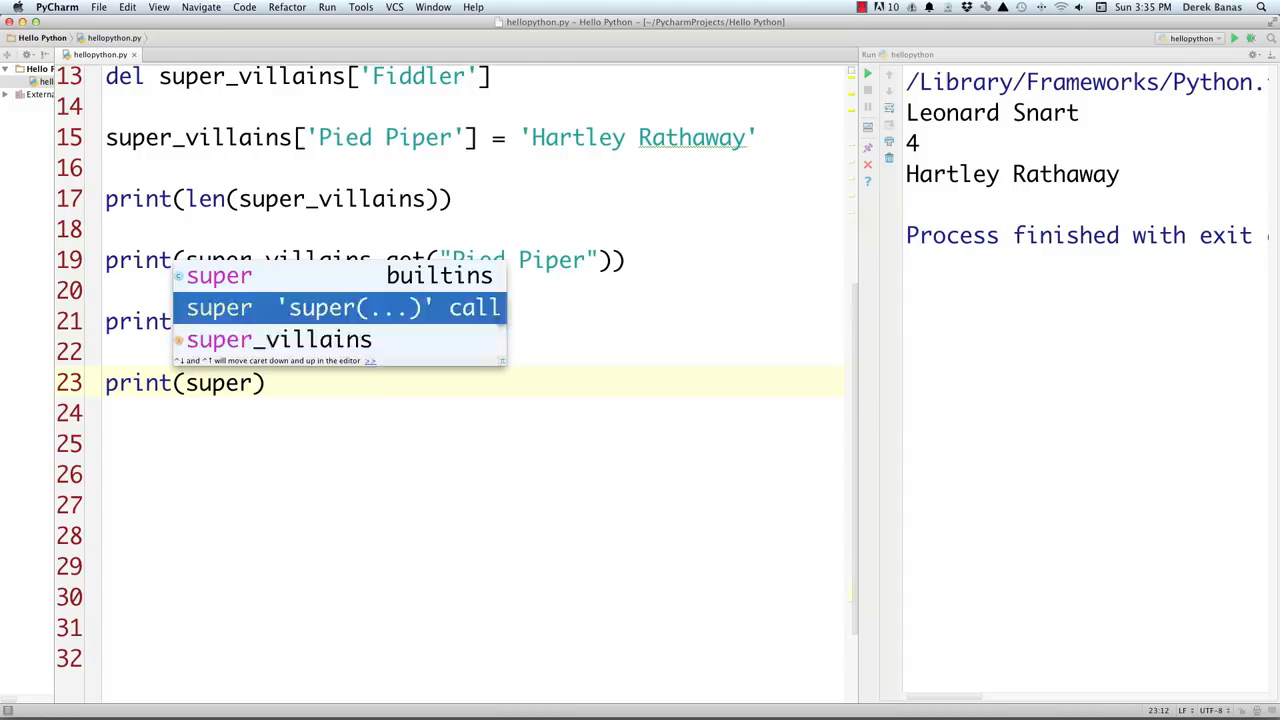 PyCharm File Edit View Navigate Code Refactor Run Tools VCS Window Help 10 Sun 3:35 PM Derek Banas
hellopython.py - Hello Python - [~/PycharmProjects/Hello Python]
Hello Python hellopython.py hellopython
hellopython.py
Hello P
hell
Extern
13 del super_villains['Fiddler']
14
15 super_villains['Pied Piper'] = 'Hartley Rathaway'
16
17 print(len(super_villains))
18
19 print(super_villains.get("Pied Piper"))
20
21 print
22
23 print(super)
24
25
26
27
28
29
30
31
32
super builtins
super 'super(...)' call
super_villains
^↓ and ^↑ will move caret down and up in the editor >>
π
Run hellopython
/Library/Frameworks/Python.
Leonard Snart
4
Hartley Rathaway
Process finished with exit
23:12 LF UTF-8